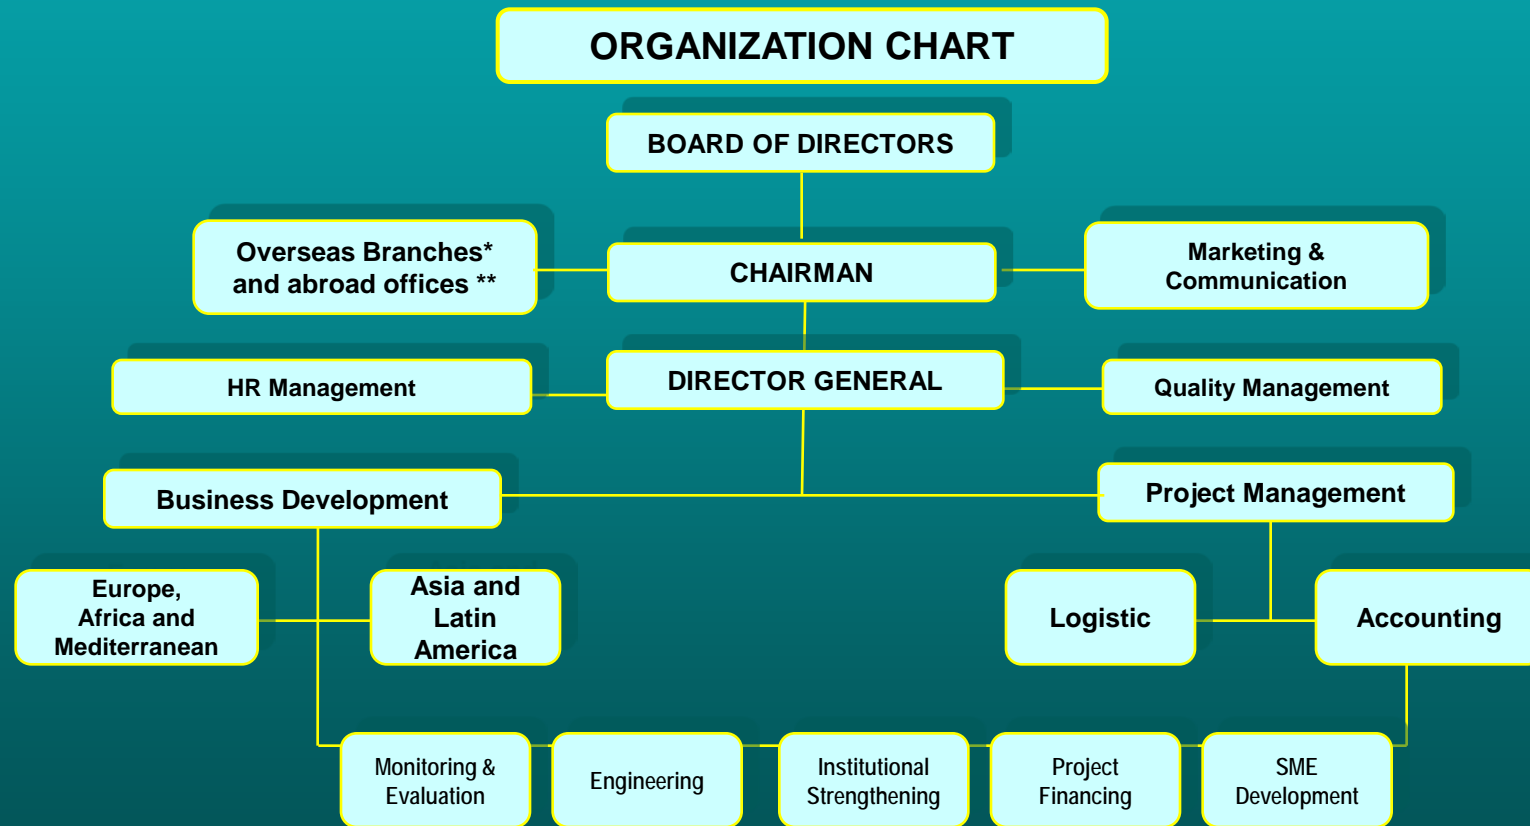 ORGANIZATION CHART
BOARD OF DIRECTORS
Overseas Branches*
and abroad offices **
CHAIRMAN
Marketing &
Communication
HR Management
DIRECTOR GENERAL
Quality Management
Business Development
Project Management
Europe,
Africa and
Mediterranean
Asia and
Latin
America
Logistic
Accounting
Monitoring &
Evaluation
Engineering
Institutional
Strengthening
Project
Financing
SME
Development